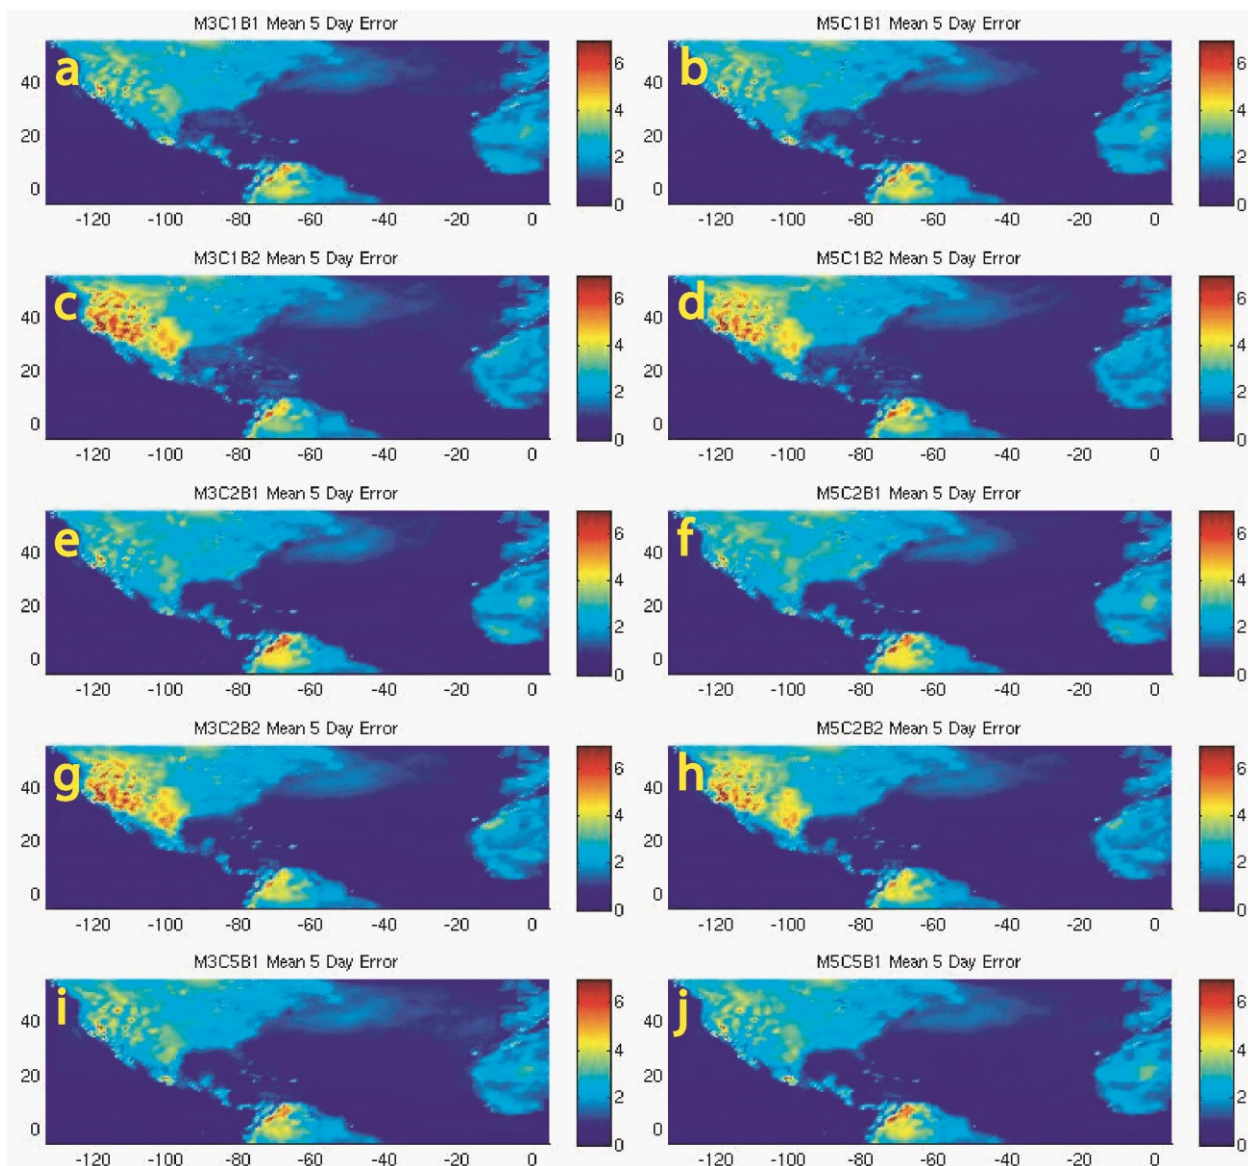 M3C1B1 Mean 5 Day Error
M5C1B1 Mean 5 Day Error
a
b
40
20
0
6
4
2
0
40
20
0
6
4
2
0
-120 -100 -80 -60 -40 -20 0
-120 -100 -80 -60 -40 -20 0
M3C1B2 Mean 5 Day Error
M5C1B2 Mean 5 Day Error
c
d
40
20
0
6
4
2
0
40
20
0
6
4
2
0
-120 -100 -80 -60 -40 -20 0
-120 -100 -80 -60 -40 -20 0
M3C2B1 Mean 5 Day Error
M5C2B1 Mean 5 Day Error
e
f
40
20
0
6
4
2
0
40
20
0
6
4
2
0
-120 -100 -80 -60 -40 -20 0
-120 -100 -80 -60 -40 -20 0
M3C2B2 Mean 5 Day Error
M5C2B2 Mean 5 Day Error
g
h
40
20
0
6
4
2
0
40
20
0
6
4
2
0
-120 -100 -80 -60 -40 -20 0
-120 -100 -80 -60 -40 -20 0
M3C5B1 Mean 5 Day Error
M5C5B1 Mean 5 Day Error
i
j
40
20
0
6
4
2
0
40
20
0
6
4
2
0
-120 -100 -80 -60 -40 -20 0
-120 -100 -80 -60 -40 -20 0